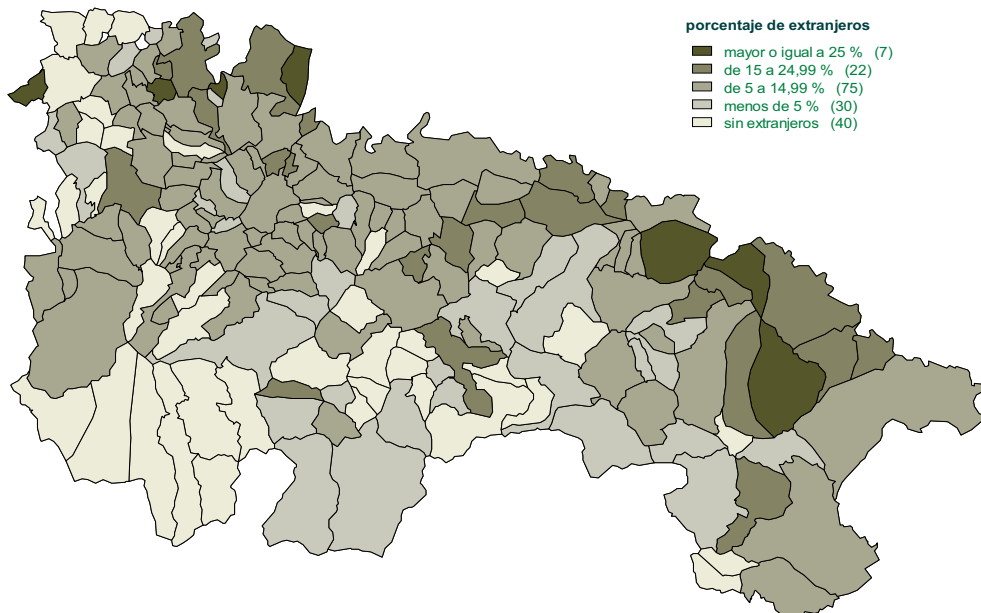 porcentaje de extranjeros
mayor o igual a 25 % (7)
de 15 a 24,99 % (22)
de 5 a 14,99 % (75)
menos de 5 % (30)
sin extranjeros (40)